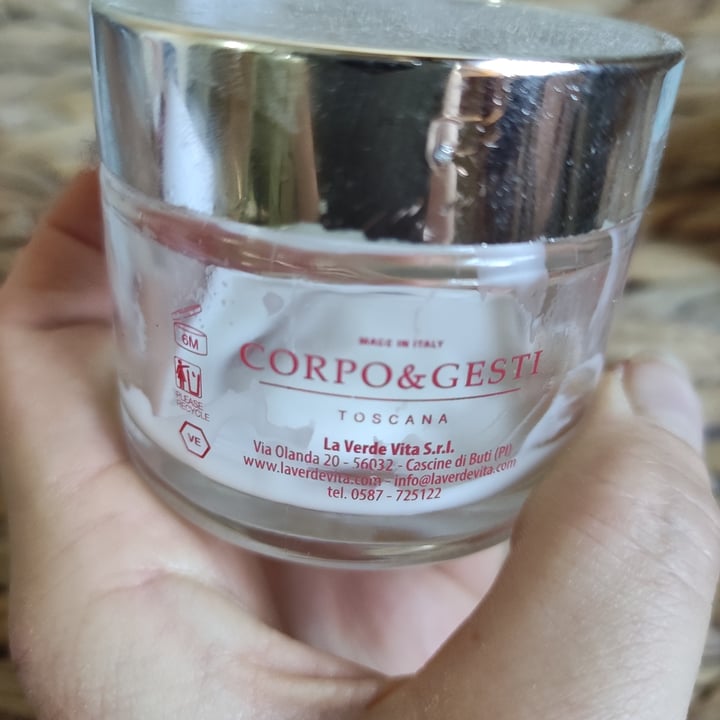 MADE IN ITALY
CORPO&GESTI
TOSCANA
La Verde Vita S.r.l.
Via Olanda 20 - 56032 - Cascine di Buti (PI)
www.laverdevita.com - info@laverdevita.com
tel. 0587 - 725122
6M
PLEASE
RECYCLE
VE